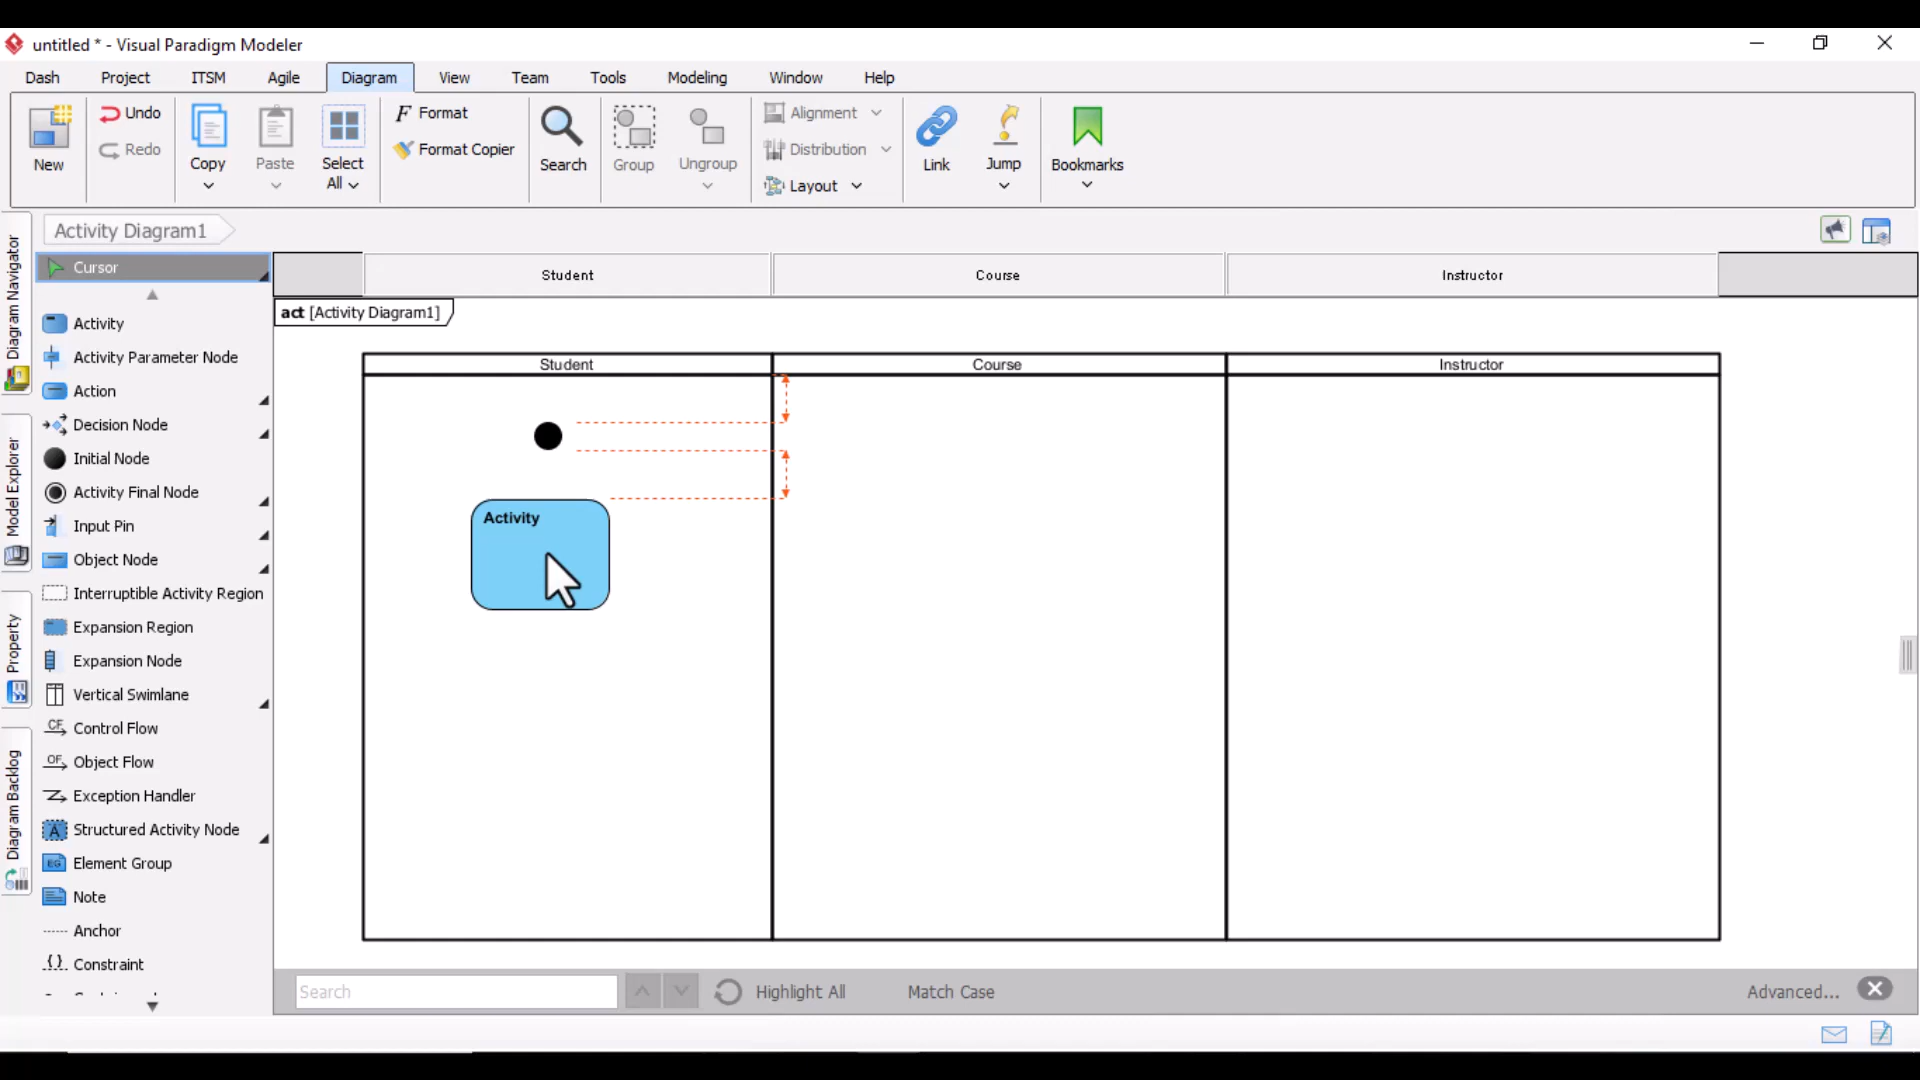 untitled * - Visual Paradigm Modeler
Dash Project ITSM Agile Diagram View Team Tools Modeling Window Help
New
Undo
Redo
Copy
Paste
Select
All
Format
Format Copier
Search
Group
Ungroup
Alignment
Distribution
Layout
Link
Jump
Bookmarks
Activity Diagram1
Diagram Navigator
Model Explorer
Property
Diagram Backlog
Cursor
Activity
Activity Parameter Node
Action
Decision Node
Initial Node
Activity Final Node
Input Pin
Object Node
Interruptible Activity Region
Expansion Region
Expansion Node
Vertical Swimlane
CF Control Flow
OF Object Flow
Exception Handler
A Structured Activity Node
EG Element Group
Note
Anchor
{} Constraint
Student Course Instructor
act [Activity Diagram1]
Student Course Instructor
Activity
Search Highlight All Match Case Advanced...